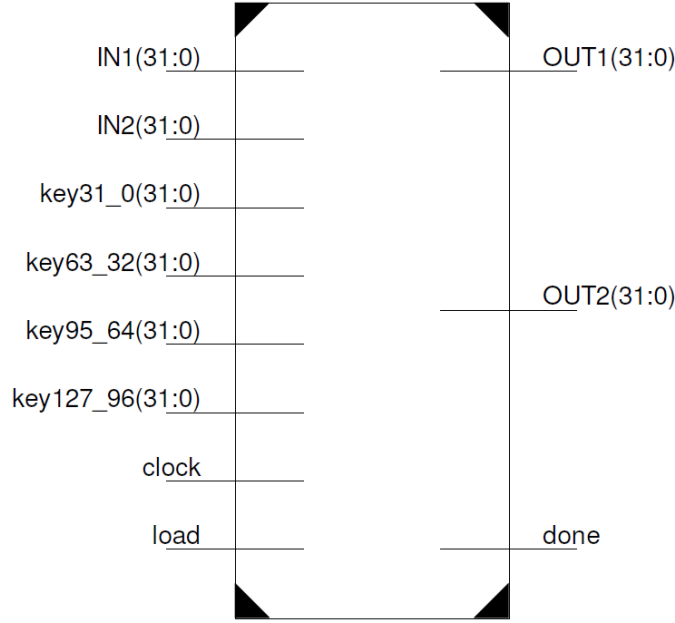 IN1(31:0)
OUT1(31:0)
IN2(31:0)
key31_0(31:0)
key63_32(31:0)
OUT2(31:0)
key95_64(31:0)
key127_96(31:0)
clock
load
done